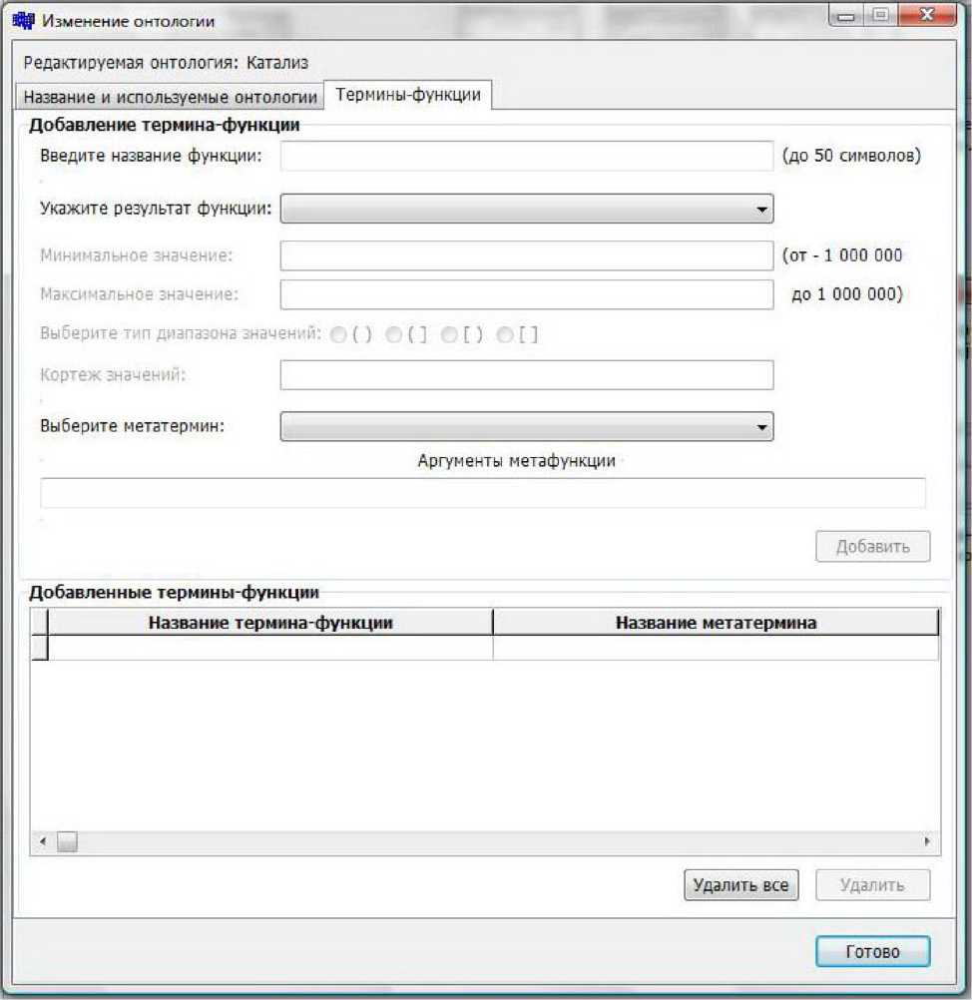 Изменение онтологии
Редактируемая онтология: Катализ
Название и используемые онтологии Термины-функции
Добавление термина-функции
Введите название функции: (до 50 символов)
Укажите результат функции:
Минимальное значение: (от - 1 000 000
Максимальное значение: до 1 000 000)
Выберите тип диапазона значений: ( ) ( ] [ ) [ ]
Кортеж значений:
Выберите метатермин:
Аргументы метафункции
Добавить
Добавленные термины-функции
Название термина-функции Название метатермина
Удалить все Удалить
Готово